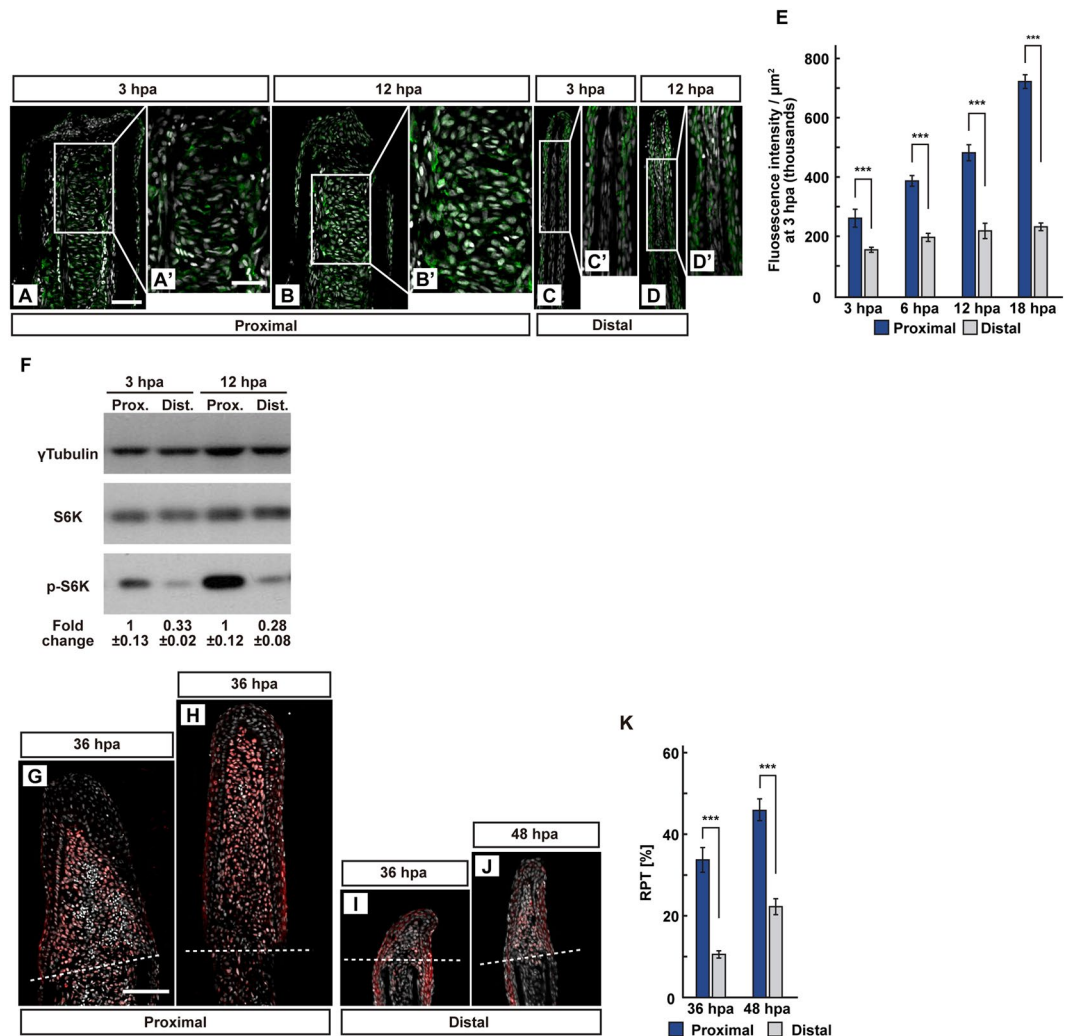 3 hpa
12 hpa
3 hpa
12 hpa
A
A'
B
B'
C
C'
D
D'
Proximal
Distal
E
Fluosescence intensity / µm²
at 3 hpa (thousands)
800
600
400
200
0
***
***
***
***
3 hpa
6 hpa
12 hpa
18 hpa
Proximal
Distal
F
3 hpa
12 hpa
Prox.
Dist.
Prox.
Dist.
γTubulin
S6K
p-S6K
Fold
change
1
±0.13
0.33
±0.02
1
±0.12
0.28
±0.08
36 hpa
G
36 hpa
H
36 hpa
I
48 hpa
J
Proximal
Distal
K
RPT [%]
60
40
20
0
***
***
36 hpa
48 hpa
Proximal
Distal